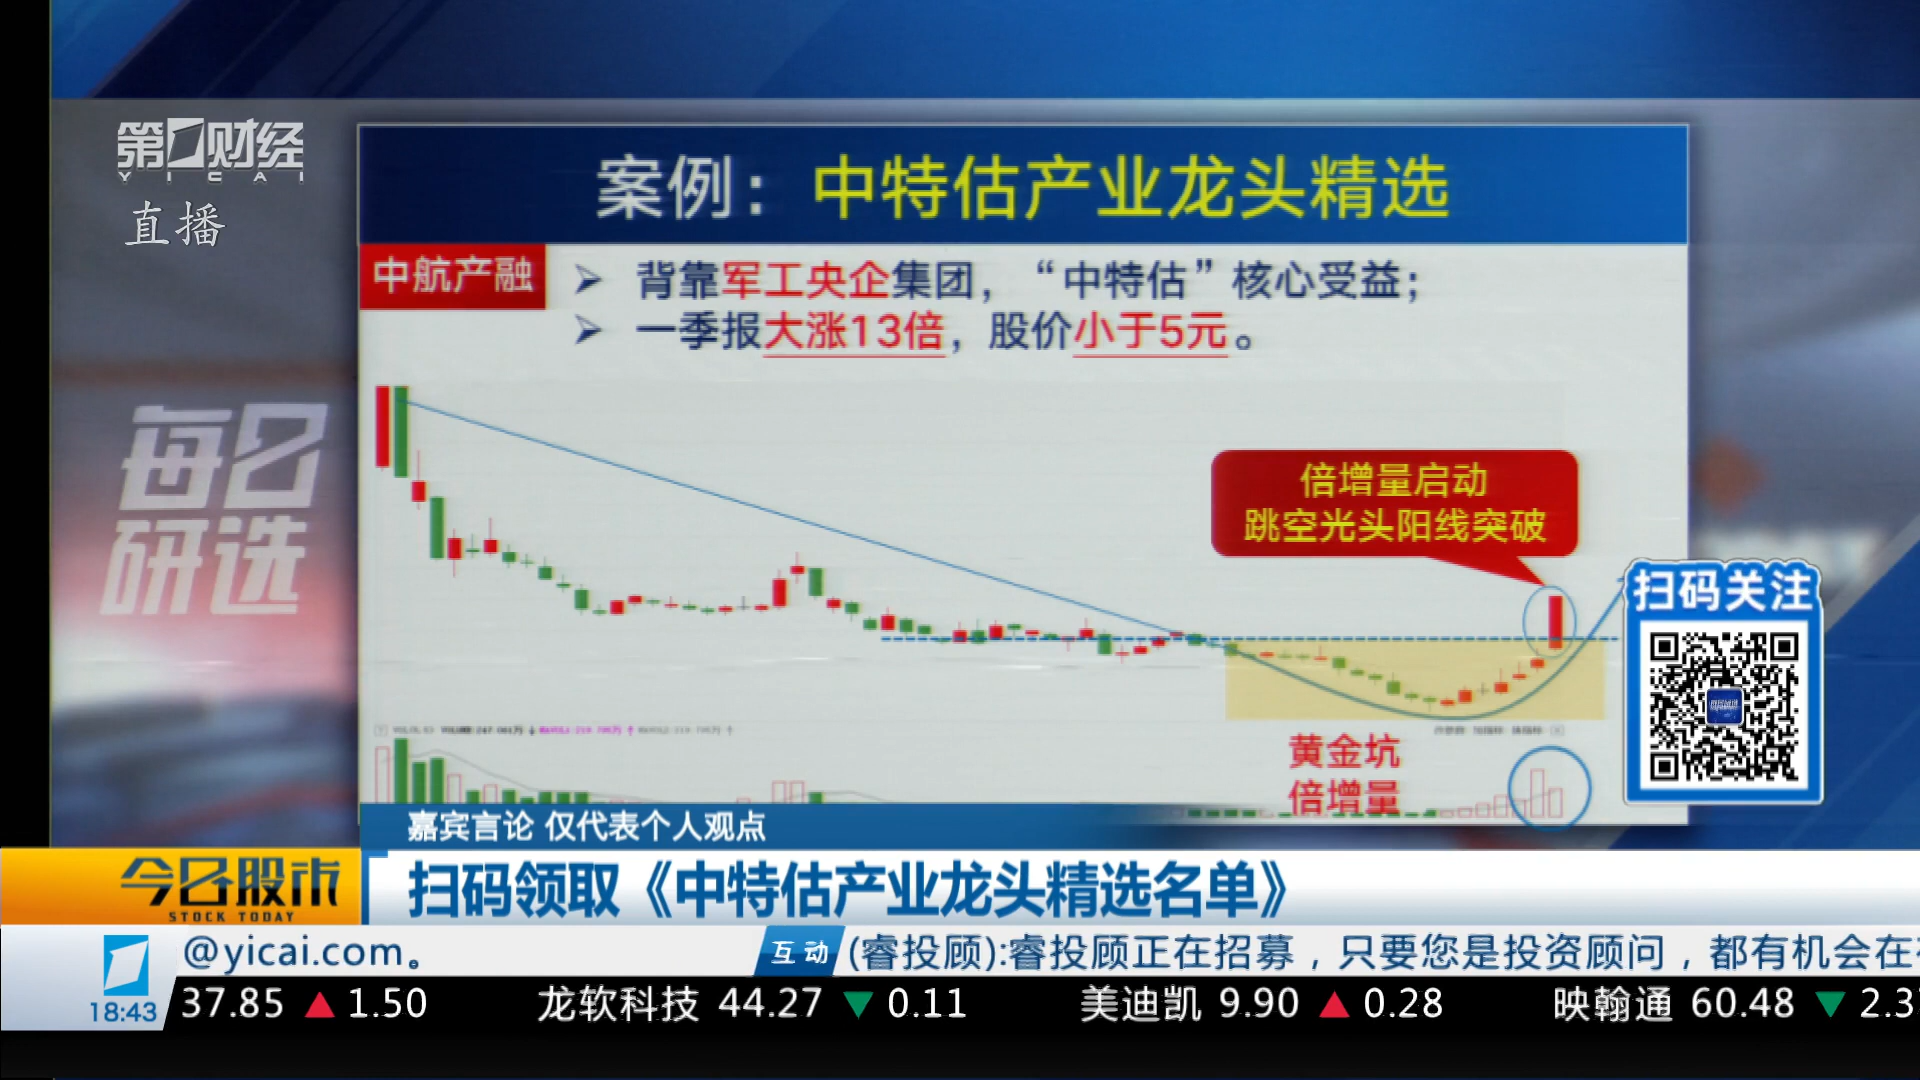 第一财经
YICAI
直播
案例：中特估产业龙头精选
中航产融
背靠军工央企集团，“中特估”核心受益；
一季报大涨13倍，股价小于5元。
每日
研选
倍增量启动
跳空光头阳线突破
扫码关注
黄金坑
倍增量
嘉宾言论 仅代表个人观点
今日股市
STOCK TODAY
扫码领取《中特估产业龙头精选名单》
@yicai.com。
互动 (睿投顾):睿投顾正在招募，只要您是投资顾问，都有机会在
18:43
37.85 ▲ 1.50 龙软科技 44.27 ▼ 0.11 美迪凯 9.90 ▲ 0.28 映翰通 60.48 ▼ 2.3